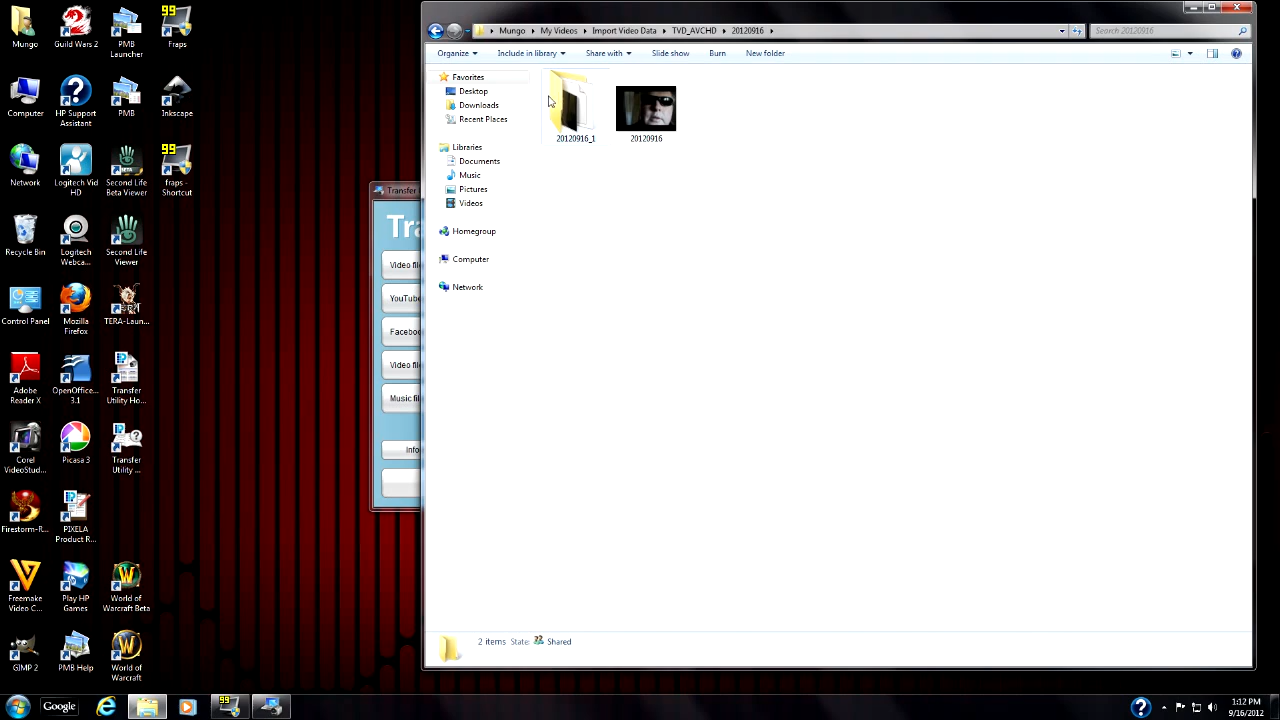 Mungo
Guild Wars 2
PMB Launcher
99
Fraps
Computer
HP Support Assistant
PMB
Inkscape
Network
Logitech Vid HD
Second Life Beta Viewer
BETA
99
fraps - Shortcut
Recycle Bin
Logitech Webca...
Second Life Viewer
Control Panel
Mozilla Firefox
TERA-Laun...
Adobe Reader X
OpenOffice... 3.1
Transfer Utility Ho...
Corel VideoStud...
Picasa 3
Transfer Utility ...
Firestorm-R...
PIXELA Product R...
Freemake Video C...
Play HP Games
World of Warcraft Beta
GIMP 2
PMB Help
World of Warcraft
Transfer
Tra
Video fil
YouTube
Faceboo
Video file
Music fil
Info
Mungo
My Videos
Import Video Data
TVD_AVCHD
20120916
Search 20120916
Organize
Include in library
Share with
Slide show
Burn
New folder
Favorites
Desktop
Downloads
Recent Places
Libraries
Documents
Music
Pictures
Videos
Homegroup
Computer
Network
20120916_1
20120916
2 items
State:
Shared
Google
99
1:12 PM
9/16/2012